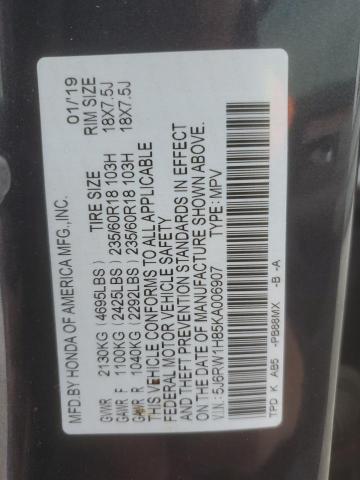 MFD.BY HONDA OF AMERICA MFG.,INC. 01/19
TIRE SIZE RIM SIZE
GVWR 2130KG (4695LBS)
GAWR F 1100KG (2425LBS) 235/60R18 103H 18X7.5J
GAWR R 1040KG (2292LBS) 235/60R18 103H 18X7.5J
THIS VEHICLE CONFORMS TO ALL APPLICABLE
FEDERAL MOTOR VEHICLE SAFETY
AND THEFT PREVENTION STANDARDS IN EFFECT
ON THE DATE OF MANUFACTURE SHOWN ABOVE.
V.I.N.: 5J6RW1H85KA006907 TYPE: MPV
TPD K AB5 -PB88MX -B -A